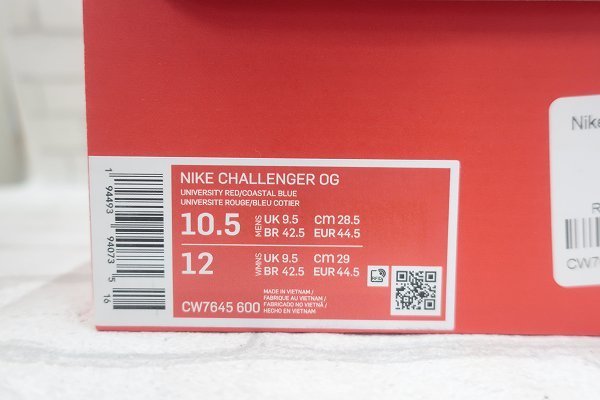 NIKE CHALLENGER OG
UNIVERSITY RED/COASTAL BLUE
UNIVERSITE ROUGE/BLEU COTIER
10.5 MENS UK 9.5 CM 28.5
BR 42.5 EUR 44.5
12 WMNS UK 9.5 CM 29
BR 42.5 EUR 44.5
MADE IN VIETNAM /
FABRIQUE AU VIETNAM /
FABRICADO NO VIETNÃ /
HECHO EN VIETNAM
CW7645 600
1 94493 94073 5
16
Nike
R
CW7